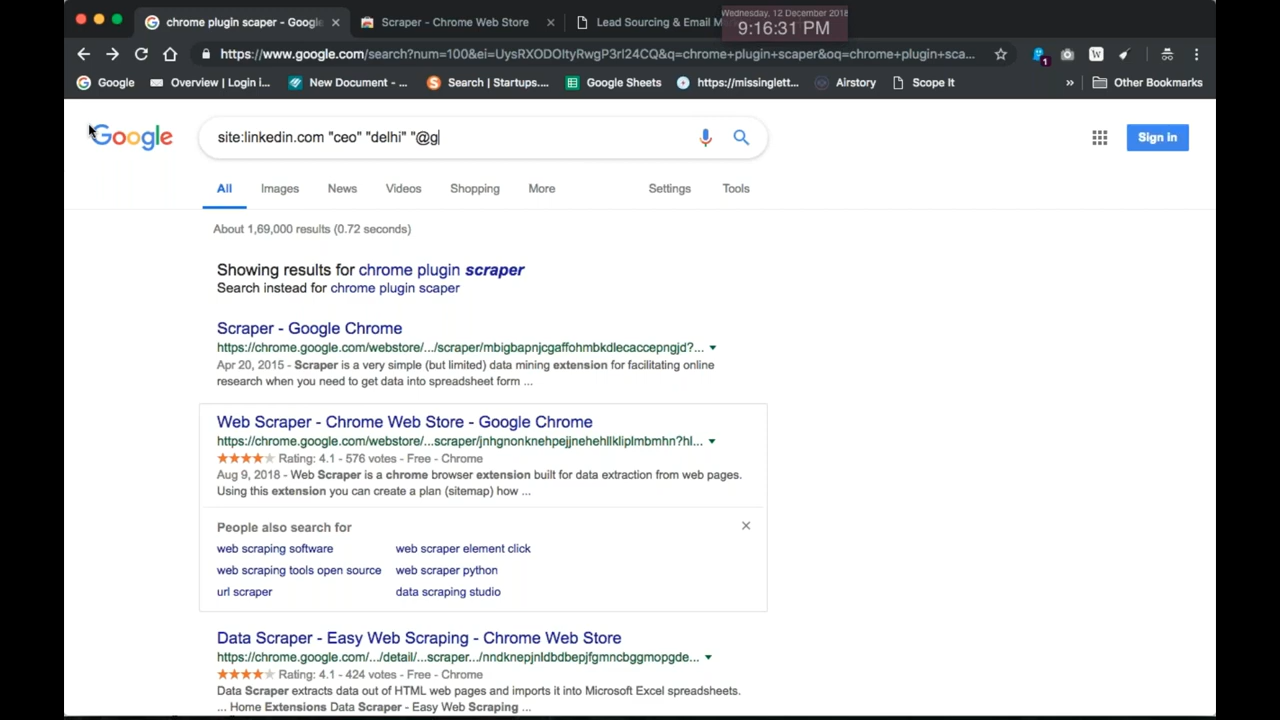 chrome plugin scraper - Google
Scraper - Chrome Web Store
Lead Sourcing & Email M
Wednesday, 12 December 2018
9:16:31 PM
https://www.google.com/search?num=100&ei=UysRXODOItyRwgP3rI24CQ&q=chrome+plugin+scaper&oq=chrome+plugin+sca...
1
Google
Overview | Login i...
New Document - ...
Search | Startups....
Google Sheets
https://missinglett...
Airstory
Scope It
»
Other Bookmarks
Google
site:linkedin.com "ceo" "delhi" "@g
Sign in
All Images News Videos Shopping More Settings Tools
About 1,69,000 results (0.72 seconds)
Showing results for chrome plugin scraper
Search instead for chrome plugin scaper
Scraper - Google Chrome
https://chrome.google.com/webstore/.../scraper/mbigbapnjcgaffohmbkdlecaccepngjd?...
Apr 20, 2015 - Scraper is a very simple (but limited) data mining extension for facilitating online
research when you need to get data into spreadsheet form ...
Web Scraper - Chrome Web Store - Google Chrome
https://chrome.google.com/webstore/...scraper/jnhgnonknehpejjnehehllkliplmbmhn?hl...
Rating: 4.1 - 576 votes - Free - Chrome
Aug 9, 2018 - Web Scraper is a chrome browser extension built for data extraction from web pages.
Using this extension you can create a plan (sitemap) how ...
People also search for
web scraping software web scraper element click
web scraping tools open source web scraper python
url scraper data scraping studio
Data Scraper - Easy Web Scraping - Chrome Web Store
https://chrome.google.com/.../detail/...scraper.../nndknepjnldbdbepjfgmncbggmopgde...
Rating: 4.1 - 424 votes - Free - Chrome
Data Scraper extracts data out of HTML web pages and imports it into Microsoft Excel spreadsheets.
... Home Extensions Data Scraper - Easy Web Scraping ...